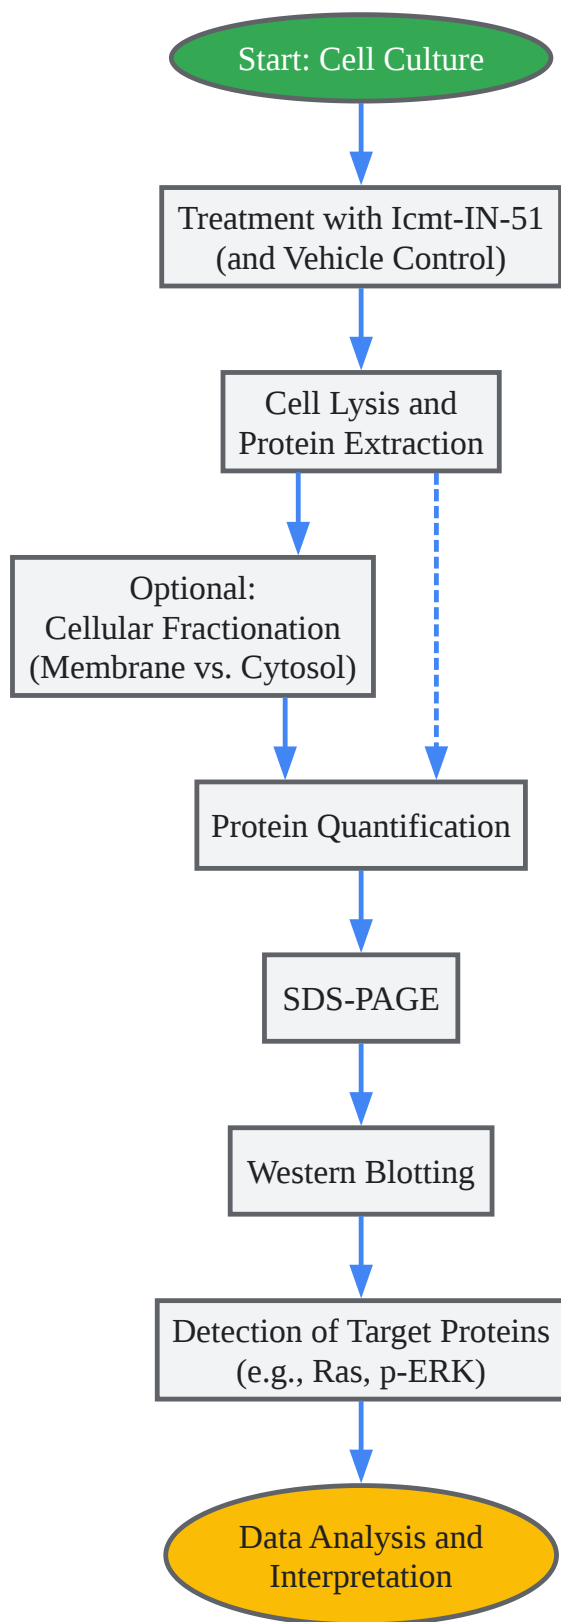 Start: Cell Culture
Treatment with Icmt-IN-51
(and Vehicle Control)
Cell Lysis and
Protein Extraction
Optional:
Cellular Fractionation
(Membrane vs. Cytosol)
Protein Quantification
SDS-PAGE
Western Blotting
Detection of Target Proteins
(e.g., Ras, p-ERK)
Data Analysis and
Interpretation